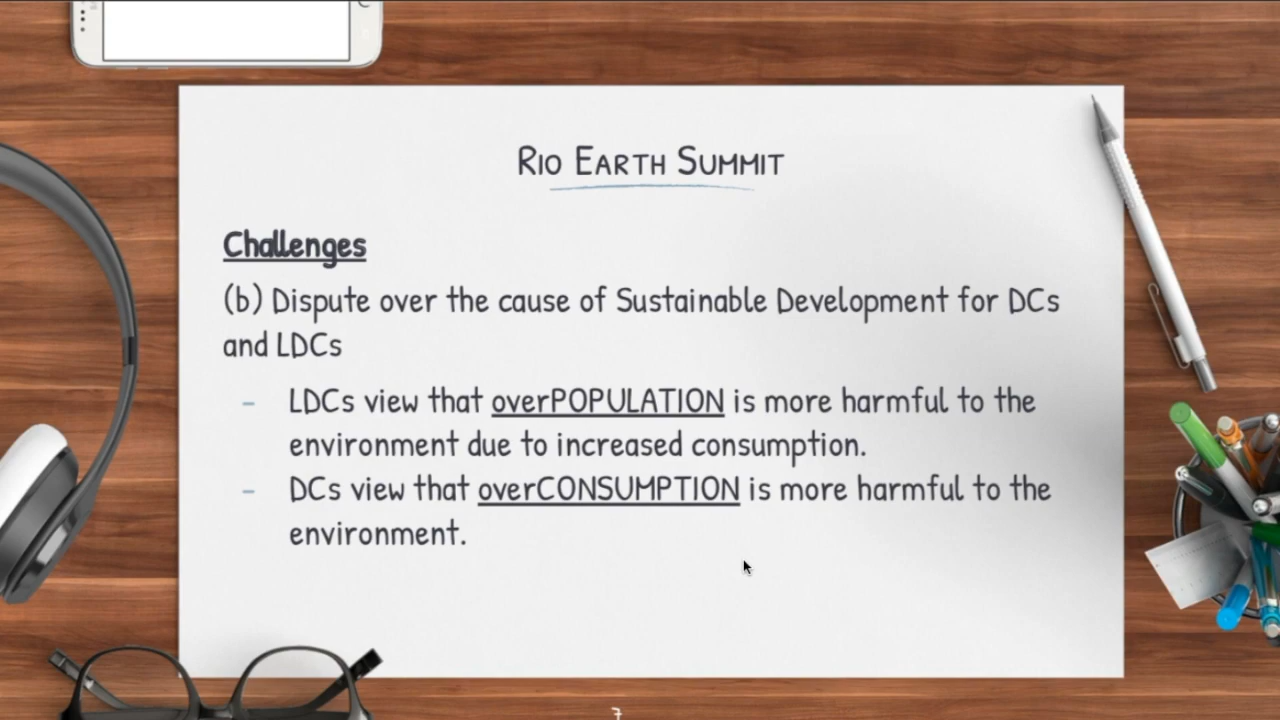 Rio Earth Summit
Challenges
(b) Dispute over the cause of Sustainable Development for DCs
and LDCs
- LDCs view that overPOPULATION is more harmful to the
environment due to increased consumption.
- DCs view that overCONSUMPTION is more harmful to the
environment.
7